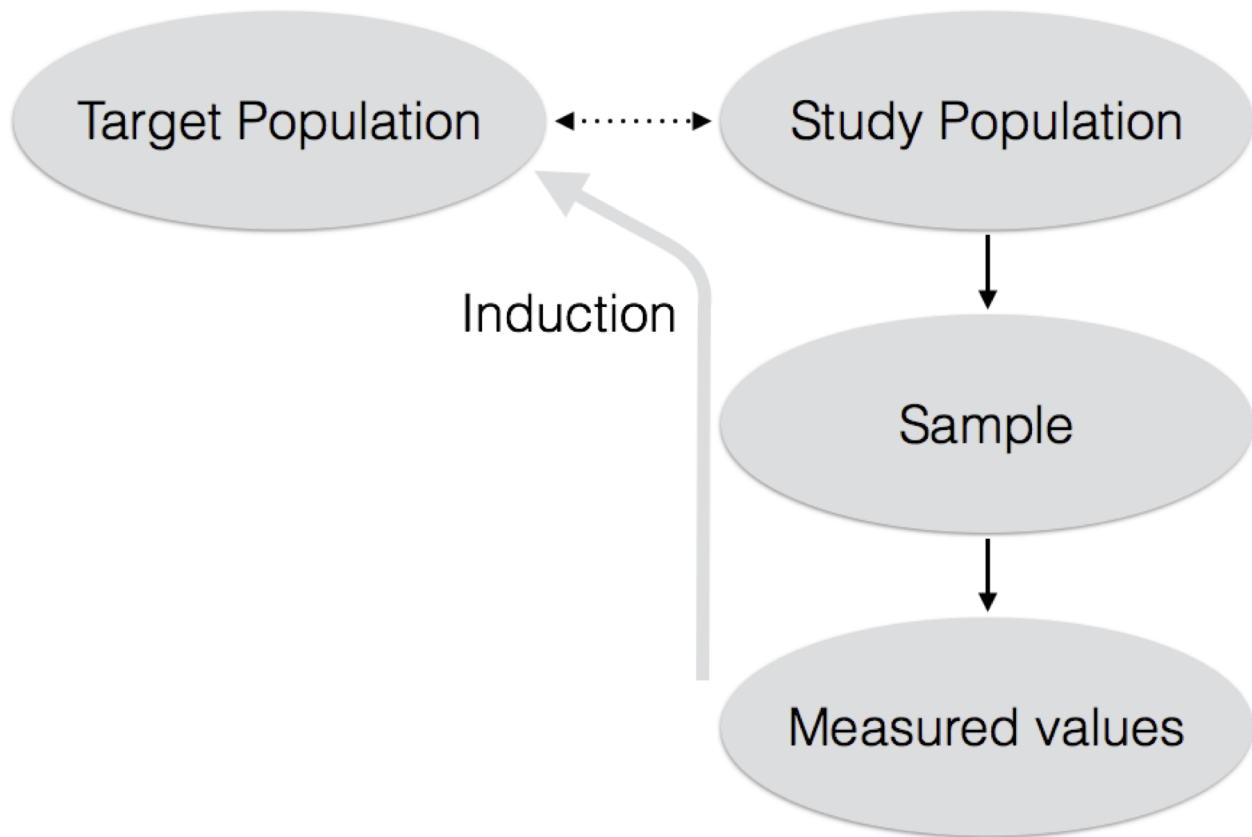 Target Population
Study Population
Induction
Sample
Measured values